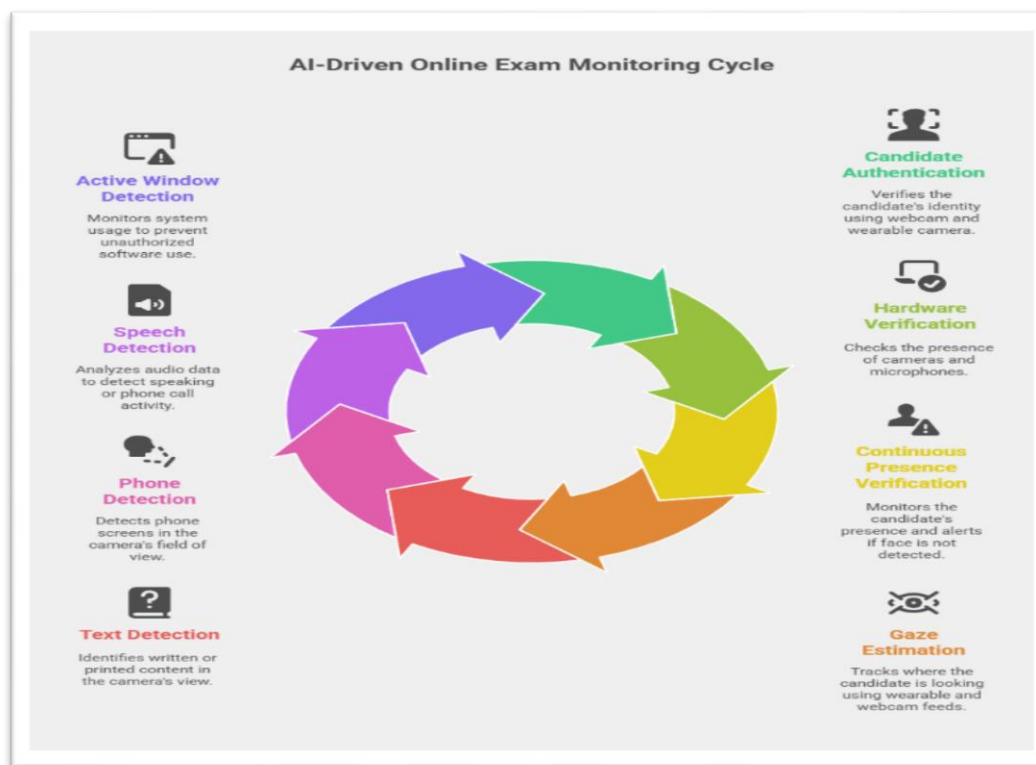 AI-Driven Online Exam Monitoring Cycle
Active Window
Detection
Monitors system
usage to prevent
unauthorized
software use.
Speech
Detection
Analyzes audio data
to detect speaking
or phone call
activity.
Phone
Detection
Detects phone
screens in the
camera's field of
view.
?
Text Detection
Identifies written or
printed content in
the camera's view.
Candidate
Authentication
Verifies the
candidate's identity
using webcam and
wearable camera.
Hardware
Verification
Checks the presence
of cameras and
microphones.
Continuous
Presence
Verification
Monitors the
candidate's
presence and alerts
if face is not
detected.
Gaze
Estimation
Tracks where the
candidate is looking
using wearable and
webcam feeds.